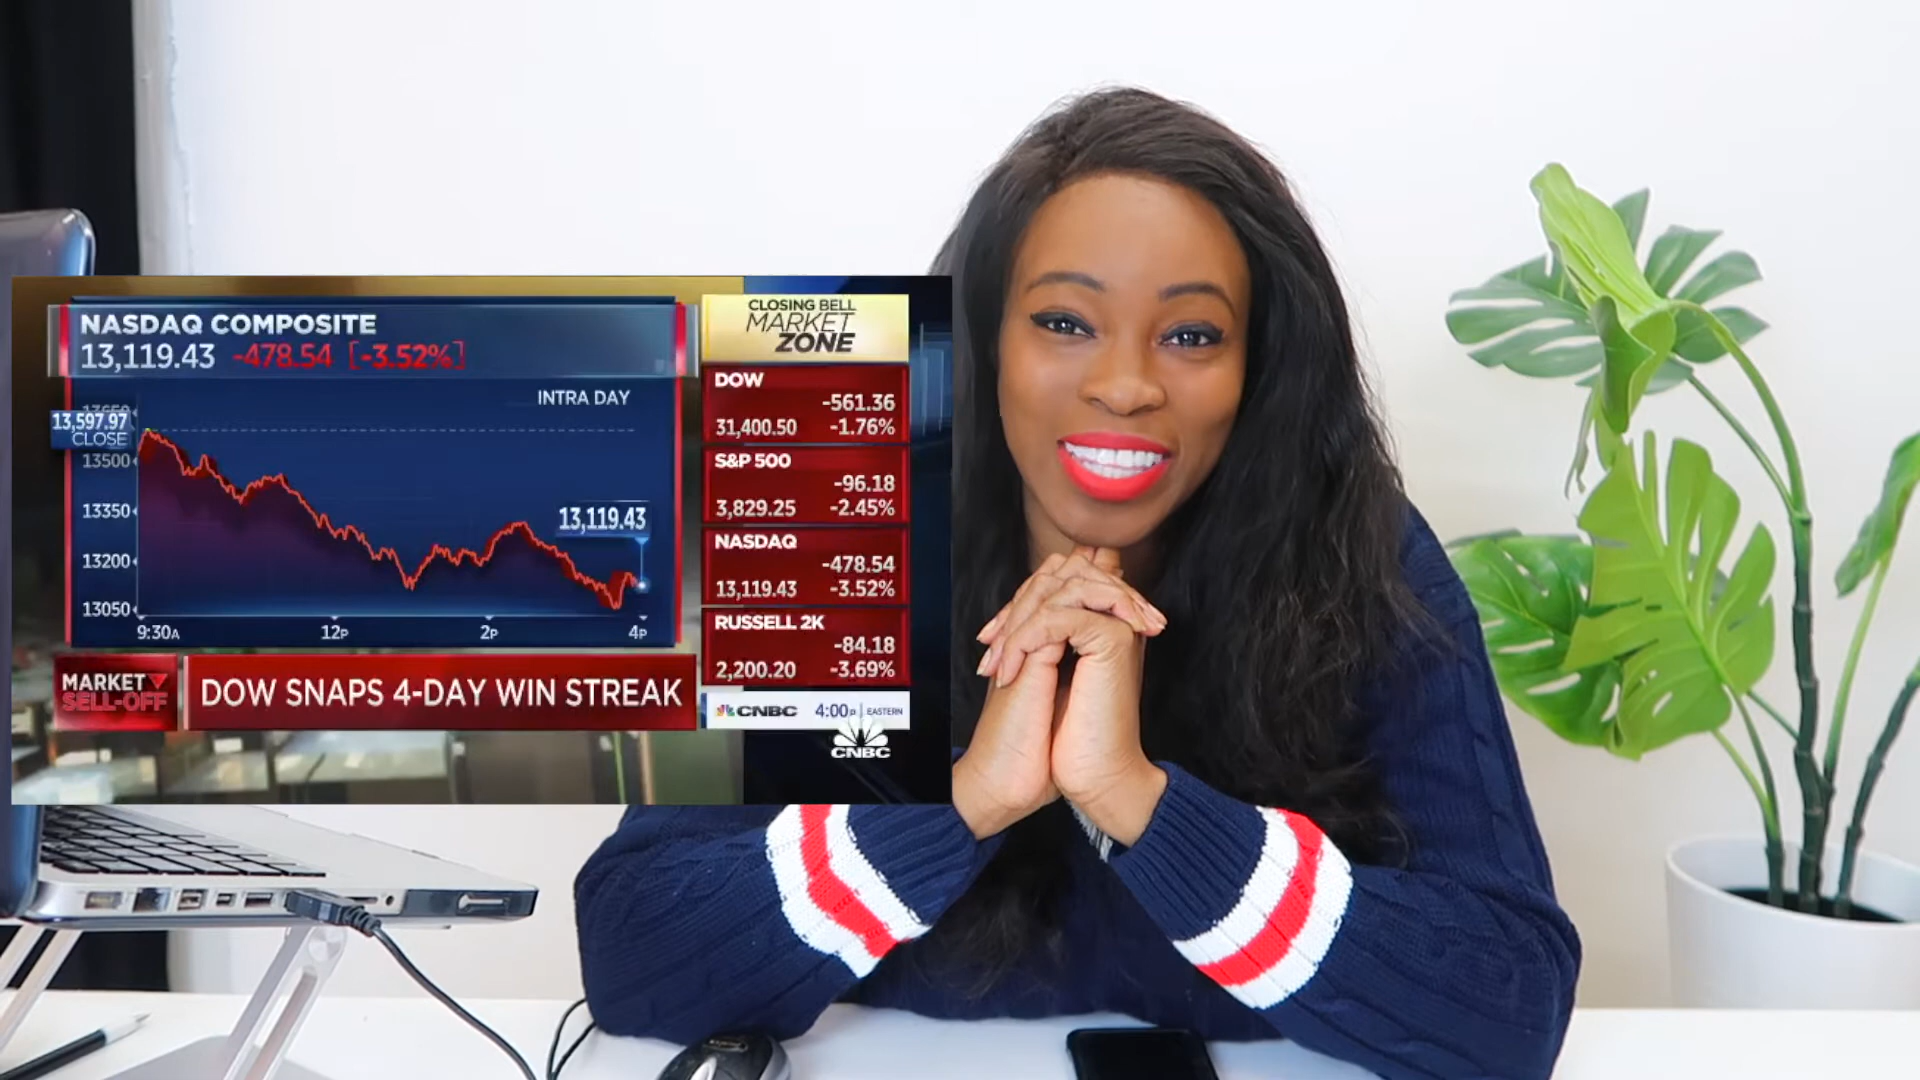 NASDAQ COMPOSITE
13,119.43 -478.54 [-3.52%]
INTRA DAY
13650
13,597.97
CLOSE
13500
13350
13,119.43
13200
13050
9:30A 12P 2P 4P
MARKET
SELL-OFF
DOW SNAPS 4-DAY WIN STREAK
CLOSING BELL
MARKET
ZONE
DOW
-561.36
31,400.50 -1.76%
S&P 500
-96.18
3,829.25 -2.45%
NASDAQ
-478.54
13,119.43 -3.52%
RUSSELL 2K
-84.18
2,200.20 -3.69%
CNBC 4:00P EASTERN
CNBC